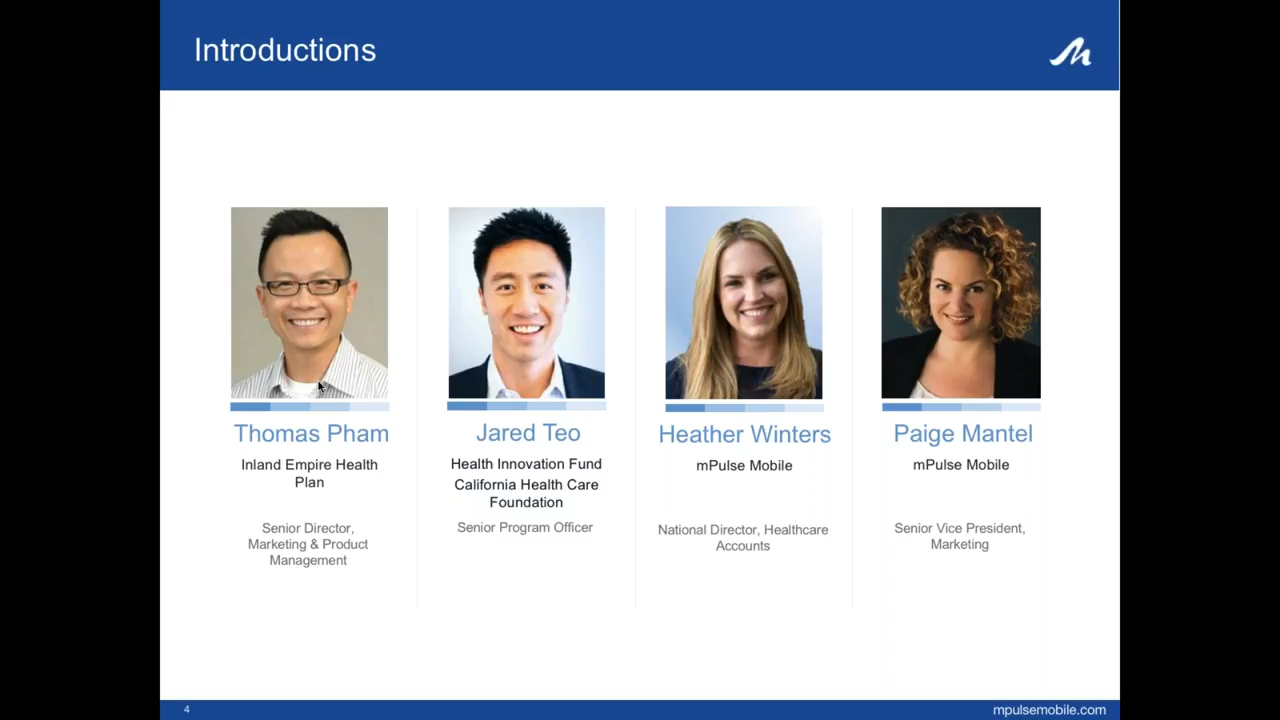 Introductions
Thomas Pham
Inland Empire Health
Plan
Senior Director,
Marketing & Product
Management
Jared Teo
Health Innovation Fund
California Health Care
Foundation
Senior Program Officer
Heather Winters
mPulse Mobile
National Director, Healthcare
Accounts
Paige Mantel
mPulse Mobile
Senior Vice President,
Marketing
4
mpulsemobile.com